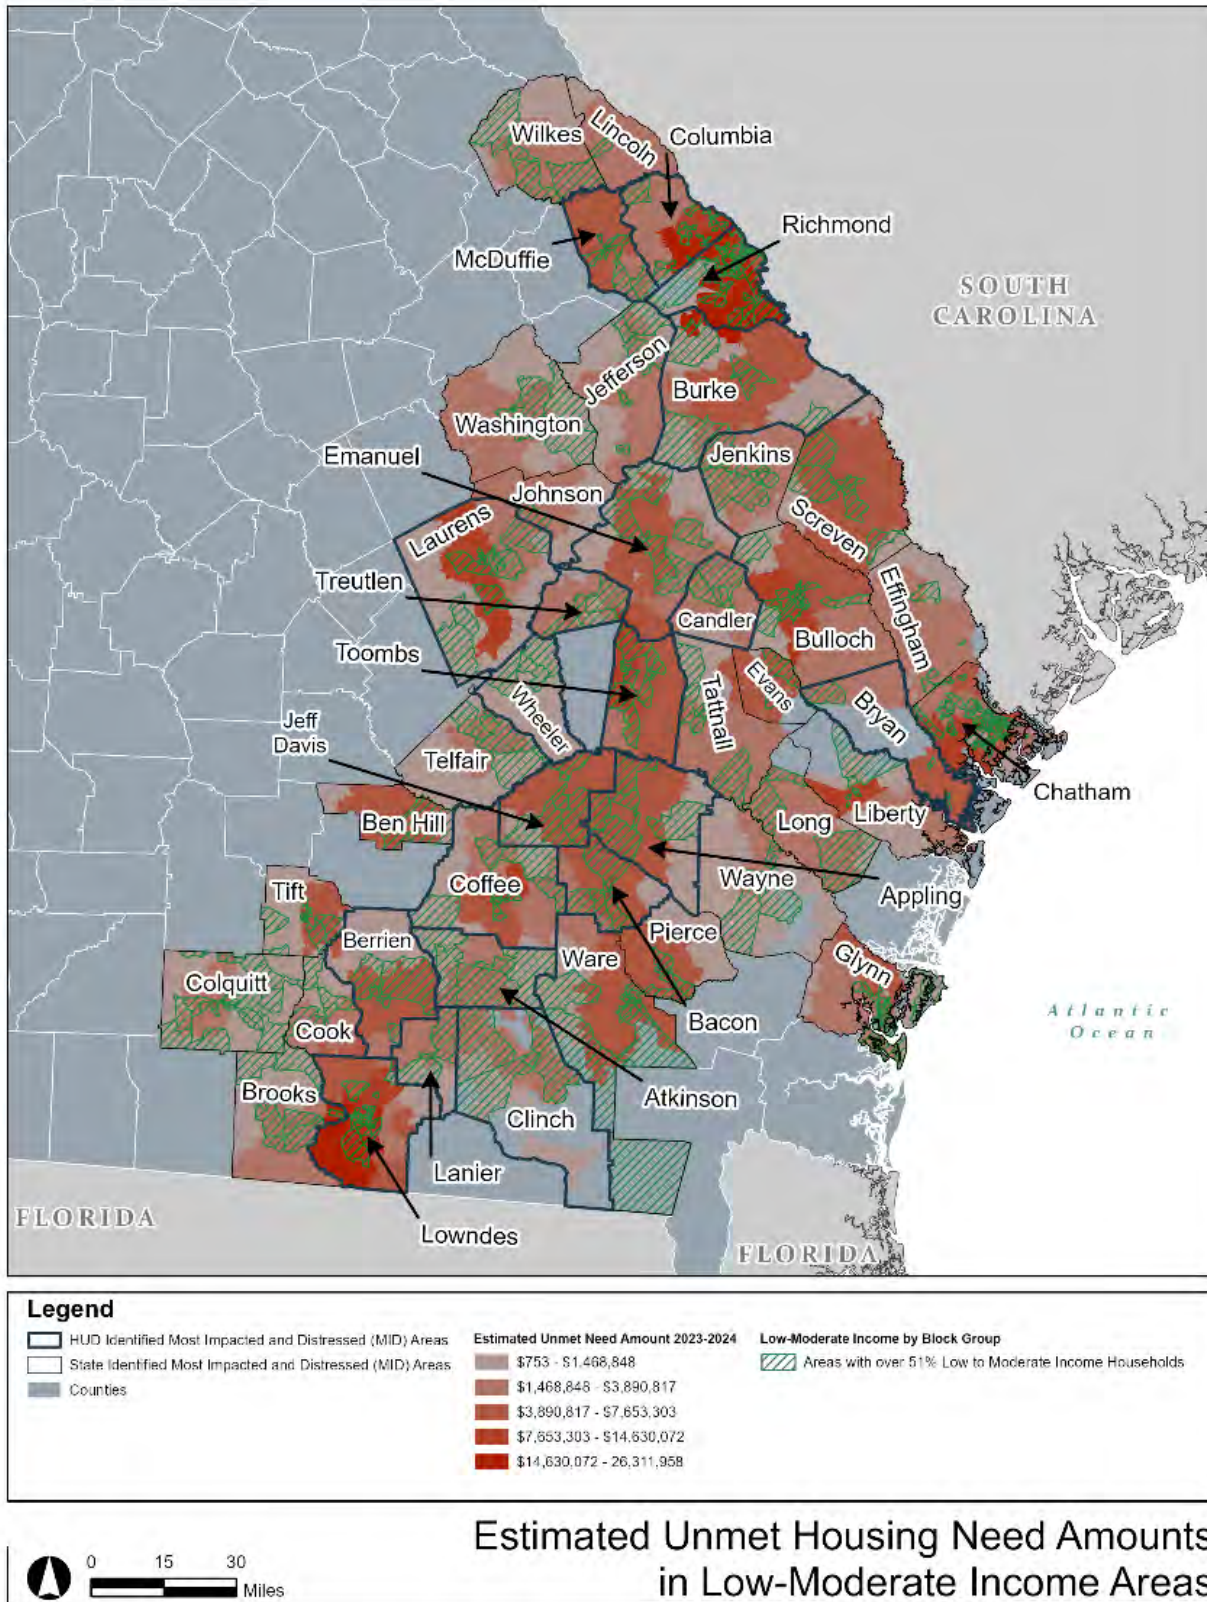 Wilkes
Lincoln
Columbia
Richmond
McDuffie
SOUTH
CAROLINA
Jefferson
Burke
Washington
Emanuel
Jenkins
Johnson
Laurens
Screven
Treutlen
Effingham
Candler
Bulloch
Toombs
Evans
Tattnall
Bryan
Wheeler
Jeff
Davis
Telfair
Chatham
Ben Hill
Long
Liberty
Coffee
Wayne
Appling
Tift
Berrien
Pierce
Ware
Glynn
Colquitt
Cook
Bacon
Atlantic
Ocean
Brooks
Atkinson
Clinch
Lanier
Lowndes
FLORIDA
FLORIDA
Legend
HUD Identified Most Impacted and Distressed (MID) Areas
State Identified Most Impacted and Distressed (MID) Areas
Counties
Estimated Unmet Need Amount 2023-2024
$753 - $1,468,848
$1,468,848 - $3,890,817
$3,890,817 - $7,653,303
$7,653,303 - $14,630,072
$14,630,072 - 26,311,958
Low-Moderate Income by Block Group
Areas with over 51% Low to Moderate Income Households
0 15 30
Miles
Estimated Unmet Housing Need Amounts
in Low-Moderate Income Areas